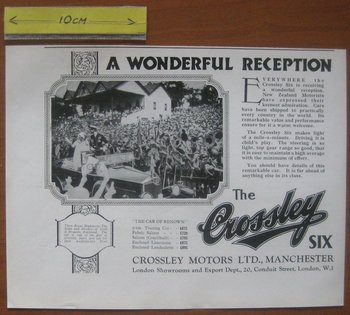 10cm
A WONDERFUL RECEPTION
EVERYWHERE the
Crossley Six is receiving
a wonderful reception.
New Zealand Motorists
have expressed their
keenest admiration. Cars
have been shipped to practically
every country in the world. Its
remarkable value and performance
ensure for it a warm welcome.
The Crossley Six makes light
of a mile-a-minute. Driving it is
child's play. The steering is so
light, top gear range so good, that
it is easy to maintain a high average
with the minimum of effort.
You should have details of this
remarkable car. It is far ahead of
anything else in its class.
"THE CAR OF RENOWN"
The
Crossley
SIX
CROSSLEY MOTORS LTD., MANCHESTER
London Showrooms and Export Dept., 20, Conduit Street, London, W.1